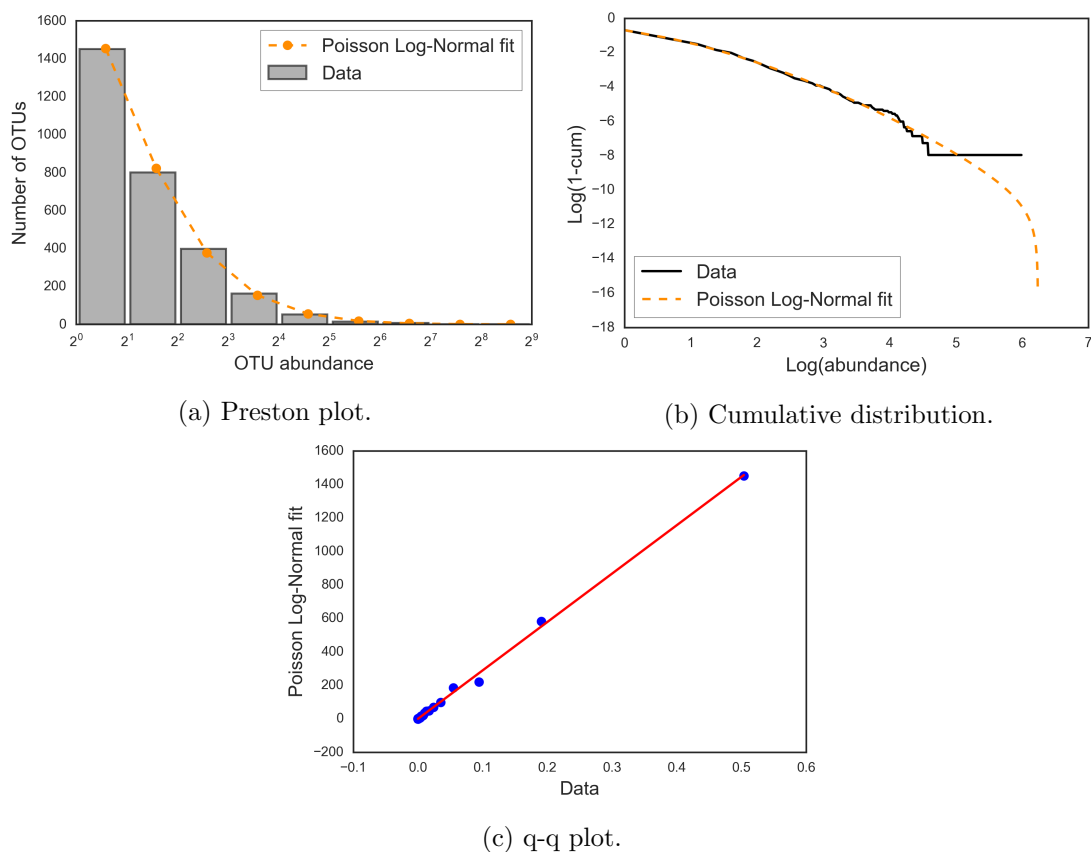 1600
1400
1200
1000
800
600
400
200
0
Number of OTUs
Poisson Log-Normal fit
Data
2^0 2^1 2^2 2^3 2^4 2^5 2^6 2^7 2^8 2^9
OTU abundance
(a) Preston plot.
0
−2
−4
−6
−8
−10
−12
−14
−16
−18
Log(1-cum)
Data
Poisson Log-Normal fit
0 1 2 3 4 5 6 7
Log(abundance)
(b) Cumulative distribution.
1600
1400
1200
1000
800
600
400
200
0
−200
Poisson Log-Normal fit
−0.1 0.0 0.1 0.2 0.3 0.4 0.5 0.6
Data
(c) q-q plot.